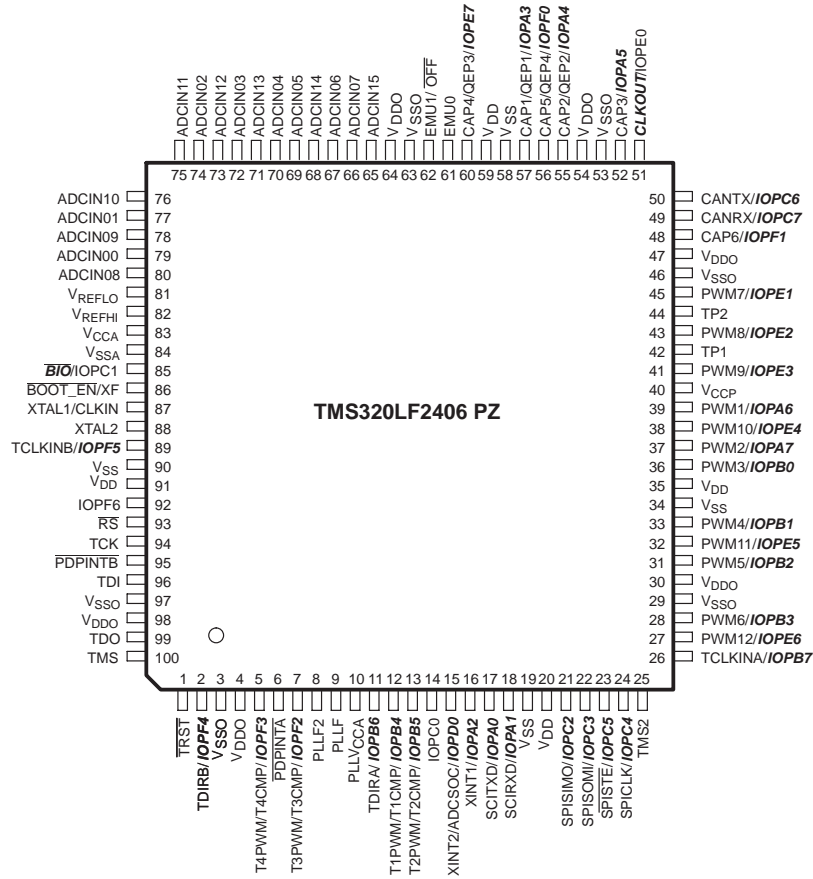 ADCIN11
ADCIN02
ADCIN12
ADCIN03
ADCIN13
ADCIN04
ADCIN05
ADCIN14
ADCIN06
ADCIN07
ADCIN15
VDDO
VSSO
EMU1/OFF
EMU0
CAP4/QEP3/IOPE7
VDD
VSS
CAP1/QEP1/IOPA3
CAP5/QEP4/IOPF0
CAP2/QEP2/IOPA4
VDDO
VSSO
CAP3/IOPA5
CLKOUT/IOPE0
75 74 73 72 71 70 69 68 67 66 65 64 63 62 61 60 59 58 57 56 55 54 53 52 51
ADCIN10 76
ADCIN01 77
ADCIN09 78
ADCIN00 79
ADCIN08 80
VREFLO 81
VREFHI 82
VCCA 83
VSSA 84
BIO/IOPC1 85
BOOT_EN/XF 86
XTAL1/CLKIN 87
XTAL2 88
TCLKINB/IOPF5 89
VSS 90
VDD 91
IOPF6 92
RS 93
TCK 94
PDPINTB 95
TDI 96
VSSO 97
VDDO 98
TDO 99
TMS 100
TMS320LF2406 PZ
50 CANTX/IOPC6
49 CANRX/IOPC7
48 CAP6/IOPF1
47 VDDO
46 VSSO
45 PWM7/IOPE1
44 TP2
43 PWM8/IOPE2
42 TP1
41 PWM9/IOPE3
40 VCCP
39 PWM1/IOPA6
38 PWM10/IOPE4
37 PWM2/IOPA7
36 PWM3/IOPB0
35 VDD
34 VSS
33 PWM4/IOPB1
32 PWM11/IOPE5
31 PWM5/IOPB2
30 VDDO
29 VSSO
28 PWM6/IOPB3
27 PWM12/IOPE6
26 TCLKINA/IOPB7
1 2 3 4 5 6 7 8 9 10 11 12 13 14 15 16 17 18 19 20 21 22 23 24 25
TRST
TDIRB/IOPF4
VSSO
VDDO
T4PWM/T4CMP/IOPF3
PDPINTA
T3PWM/T3CMP/IOPF2
PLLF2
PLLF
PLLVCCA
TDIRA/IOPB6
T1PWM/T1CMP/IOPB4
T2PWM/T2CMP/IOPB5
IOPC0
XINT2/ADCSOC/IOPD0
XINT1/IOPA2
SCITXD/IOPA0
SCIRXD/IOPA1
VSS
VDD
SPISIMO/IOPC2
SPISOMI/IOPC3
SPISTE/IOPC5
SPICLK/IOPC4
TMS2